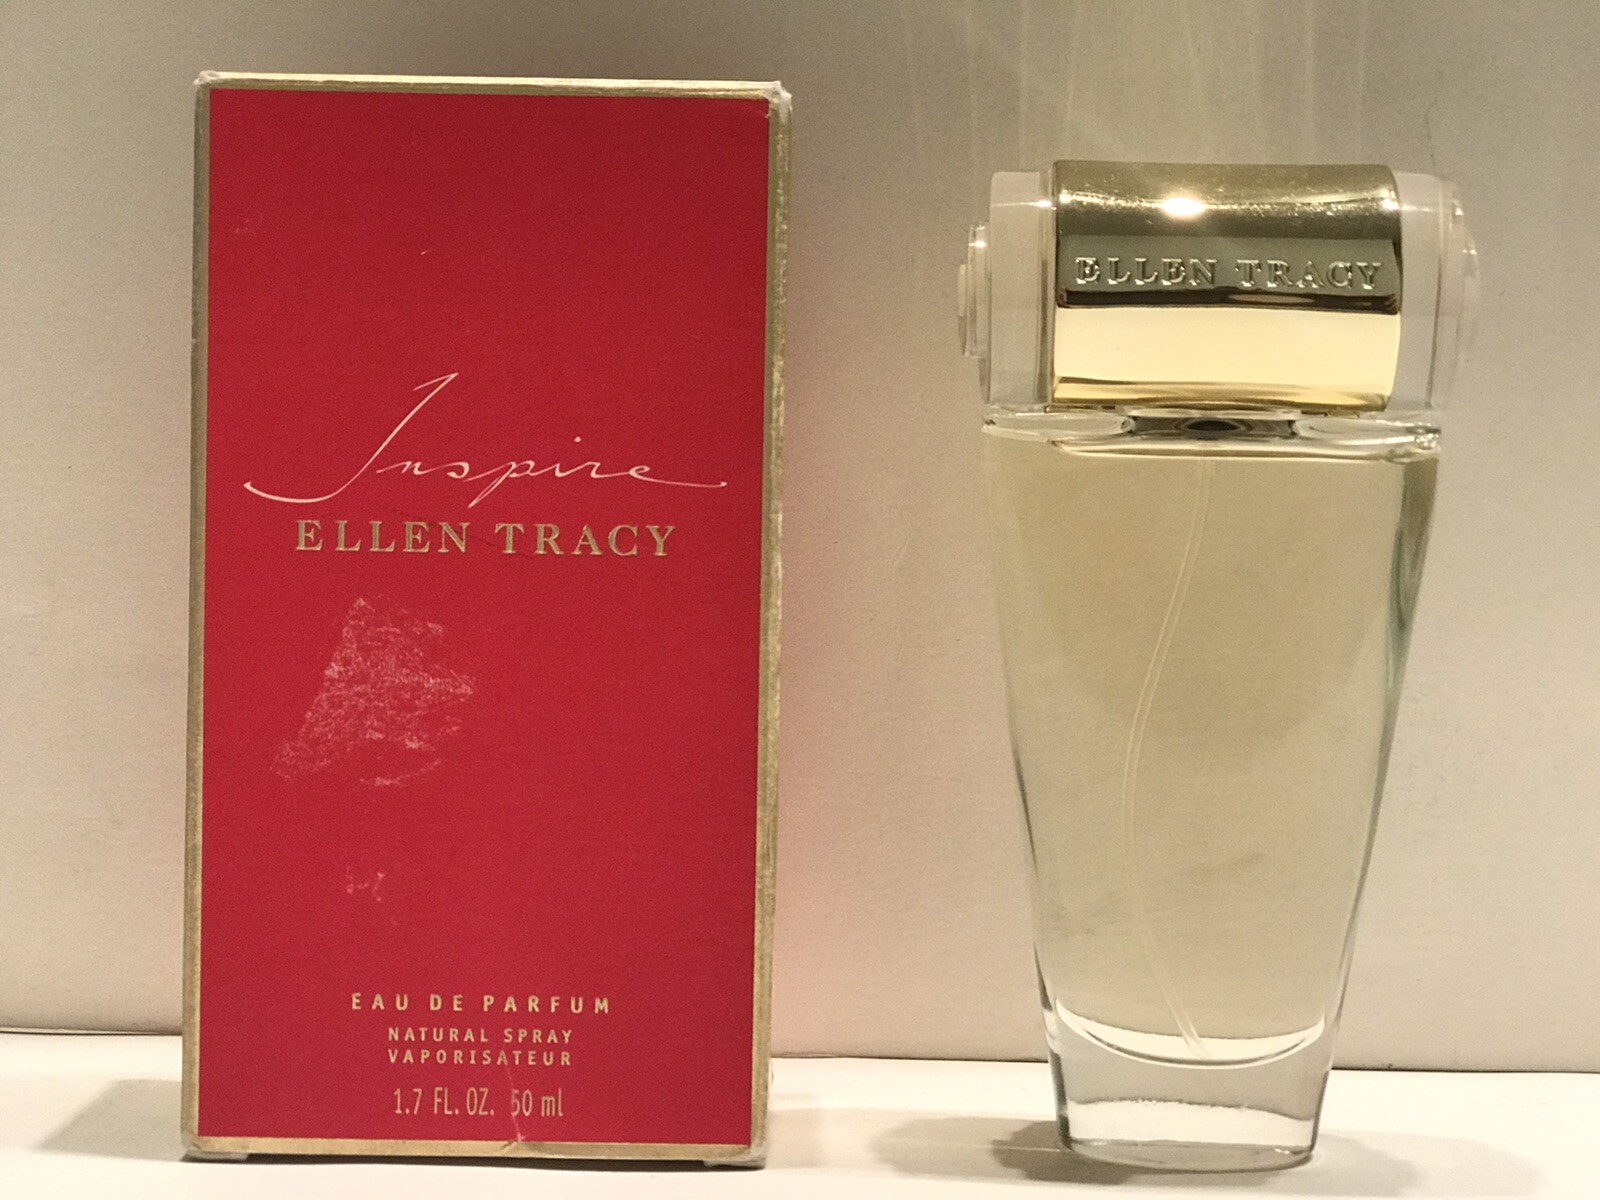 Inspire
ELLEN TRACY
EAU DE PARFUM
NATURAL SPRAY
VAPORISATEUR
1.7 FL. OZ. 50 ml
ELLEN TRACY